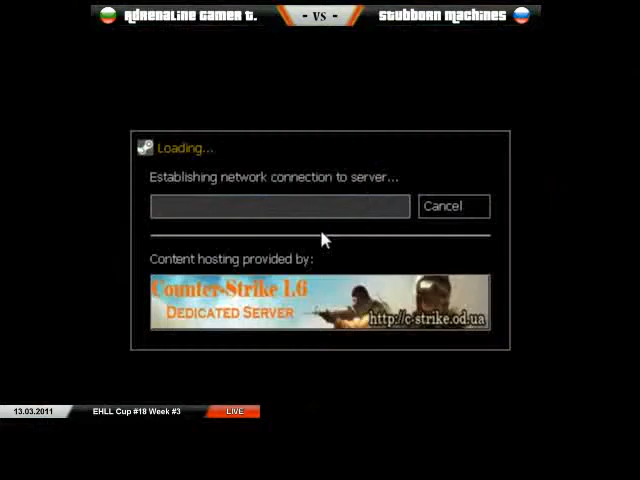 Adrenaline Gamer t.
- VS -
Stubborn Machines
Loading...
Establishing network connection to server...
Cancel
Content hosting provided by:
Counter-Strike 1.6
DEDICATED SERVER
http://c-strike.od.ua
13.03.2011
EHLL Cup #18 Week #3
LIVE